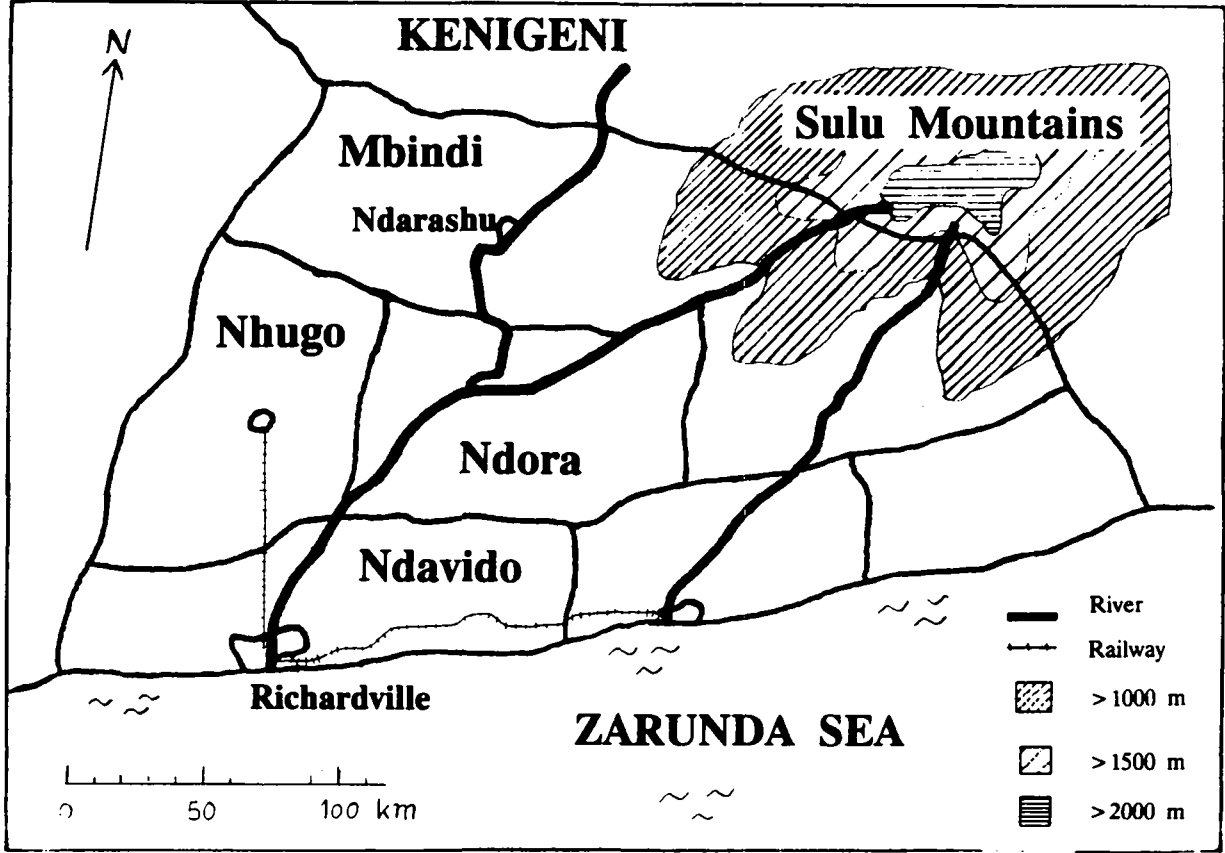 KENIGENI
N
Sulu Mountains
Mbindi
Ndarashu
Nhugo
Ndora
Ndavido
Richardville
ZARUNDA SEA
River
Railway
>1000 m
>1500 m
>2000 m
0 50 100 km